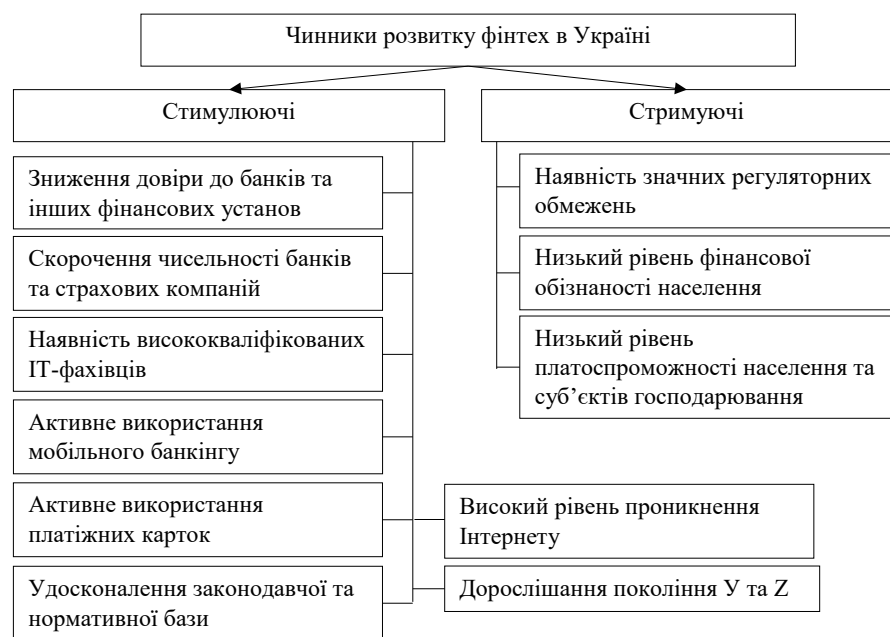 Чинники розвитку фінтех в Україні
Стимулюючі
Стримуючі
Зниження довіри до банків та
інших фінансових установ
Скорочення чисельності банків
та страхових компаній
Наявність висококваліфікованих
ІТ-фахівців
Активне використання
мобільного банкінгу
Активне використання
платіжних карток
Удосконалення законодавчої та
нормативної бази
Високий рівень проникнення
Інтернету
Дорослішання покоління У та Z
Наявність значних регуляторних
обмежень
Низький рівень фінансової
обізнаності населення
Низький рівень
платоспроможності населення та
суб’єктів господарювання